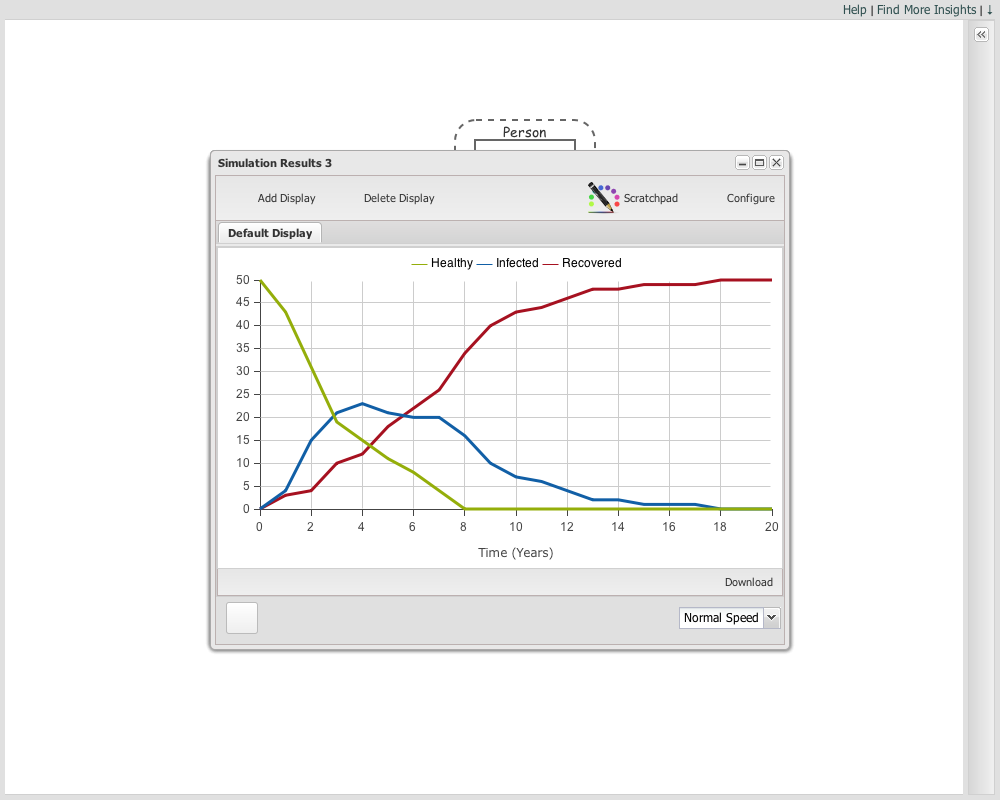 Help | Find More Insights | ↓
Person
Simulation Results 3
Add Display Delete Display Scratchpad Configure
Default Display
Healthy Infected Recovered
50
45
40
35
30
25
20
15
10
5
0
0 2 4 6 8 10 12 14 16 18 20
Time (Years)
Download
Normal Speed